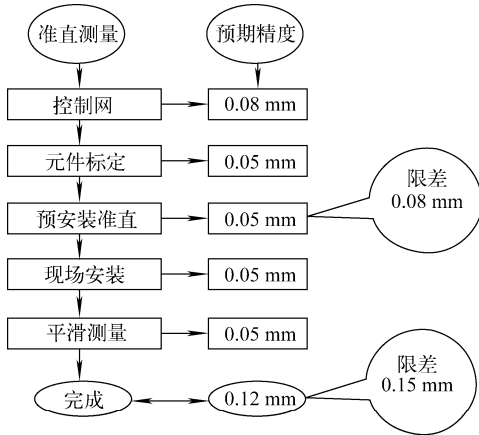 准直测量
预期精度
控制网
0.08 mm
元件标定
0.05 mm
限差
0.08 mm
预安装准直
0.05 mm
现场安装
0.05 mm
平滑测量
0.05 mm
限差
0.15 mm
完成
0.12 mm